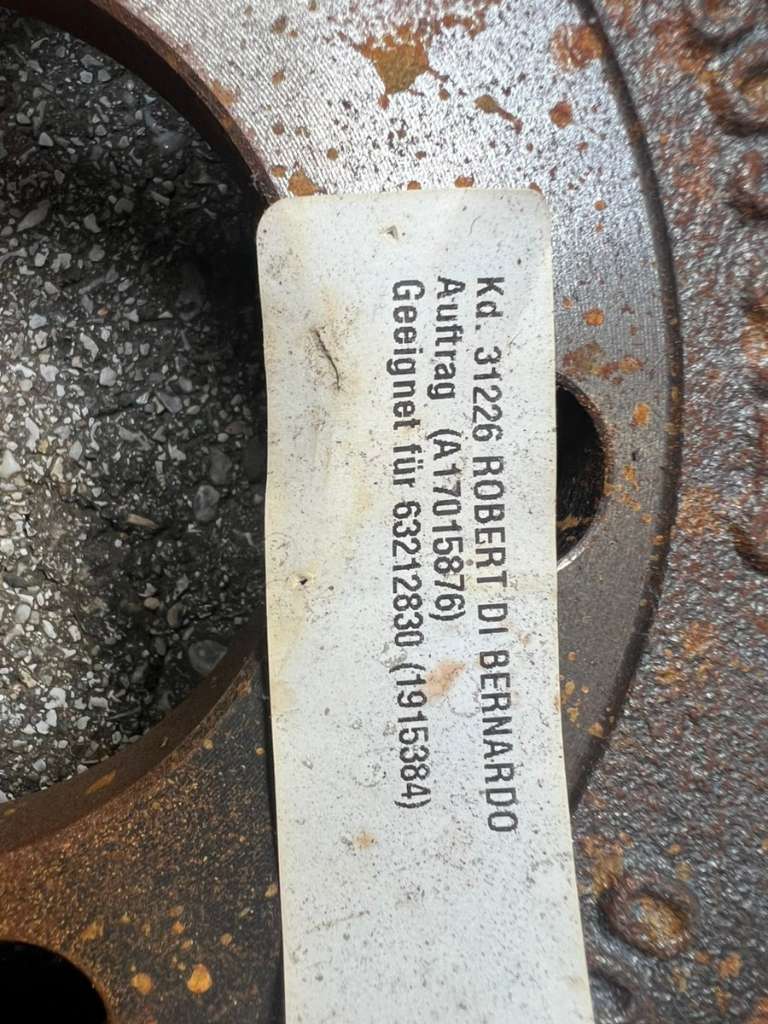 Kd. 31226 ROBERT DI BERNARDO
Auftrag (A17015876)
Geeignet für 63212830 (1915384)